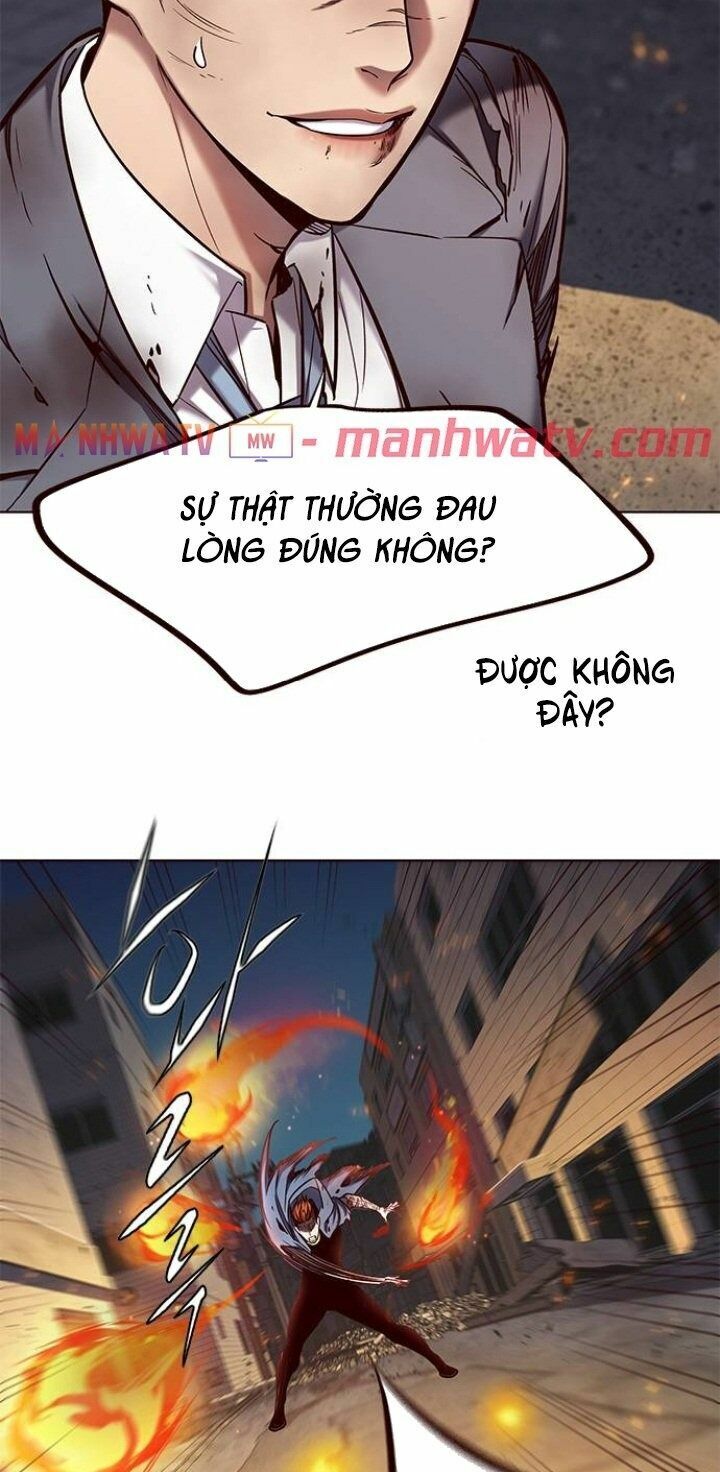 MANHWATV MW - manhwatv.com
SỰ THẬT THƯỜNG ĐAU
LÒNG ĐÚNG KHÔNG?
ĐƯỢC KHÔNG
ĐÂY?